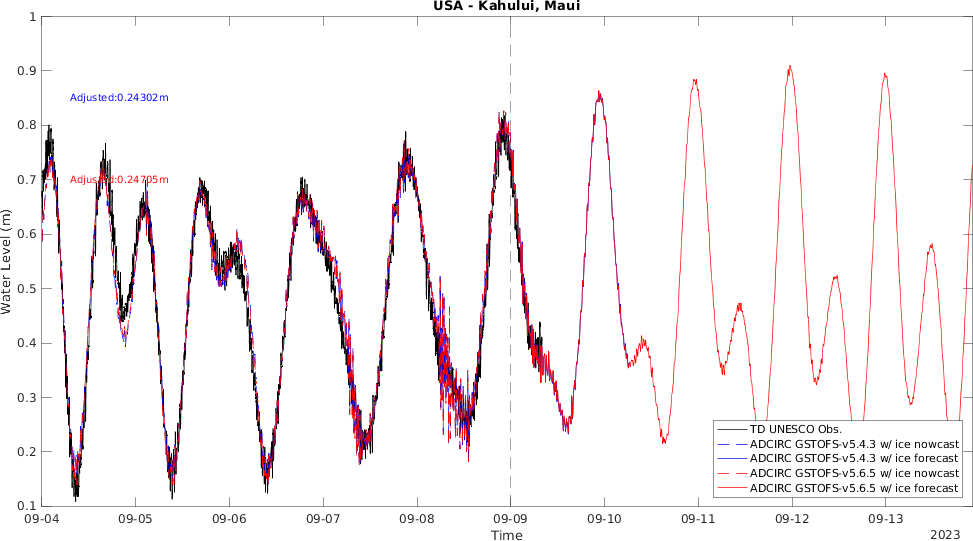 USA - Kahului, Maui
1
0.9
Adjusted:0.24302m
0.8
0.7
Adjusted:0.24705m
0.6
0.5
0.4
0.3
0.2
0.1
Water Level (m)
TD UNESCO Obs.
ADCIRC GSTOFS-v5.4.3 w/ ice nowcast
ADCIRC GSTOFS-v5.4.3 w/ ice forecast
ADCIRC GSTOFS-v5.6.5 w/ ice nowcast
ADCIRC GSTOFS-v5.6.5 w/ ice forecast
09-04 09-05 09-06 09-07 09-08 09-09 09-10 09-11 09-12 09-13
Time
2023